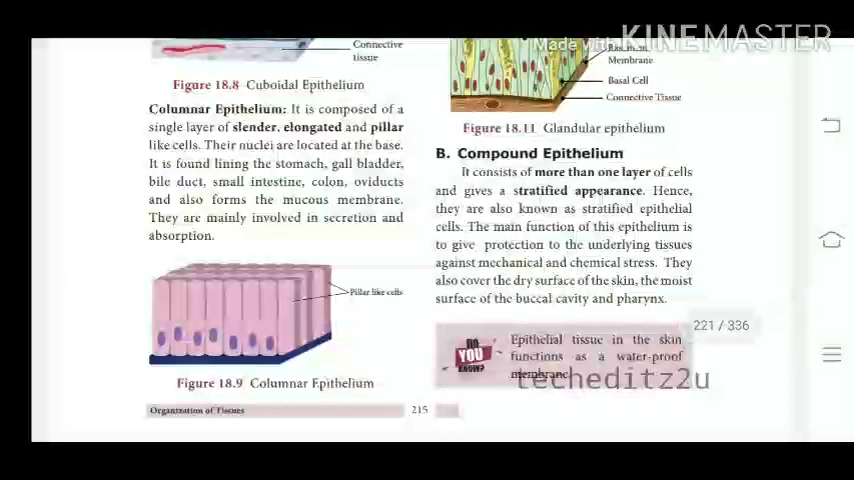 Made with KINEMASTER
Connective
tissue
Figure 18.8 Cuboidal Epithelium
Columnar Epithelium: It is composed of a
single layer of slender, elongated and pillar
like cells. Their nuclei are located at the base.
It is found lining the stomach, gall bladder,
bile duct, small intestine, colon, oviducts
and also forms the mucous membrane.
They are mainly involved in secretion and
absorption.
Pillar like cells
Figure 18.9 Columnar Epithelium
Organization of Tissues
215
Membrane
Basal Cell
Connective Tissue
Figure 18.11 Glandular epithelium
B. Compound Epithelium
It consists of more than one layer of cells
and gives a stratified appearance. Hence,
they are also known as stratified epithelial
cells. The main function of this epithelium is
to give protection to the underlying tissues
against mechanical and chemical stress. They
also cover the dry surface of the skin, the moist
surface of the buccal cavity and pharynx.
221 / 336
DO
YOU
KNOW?
Epithelial tissue in the skin
functions as a water-proof
membrane.
techeditz2u